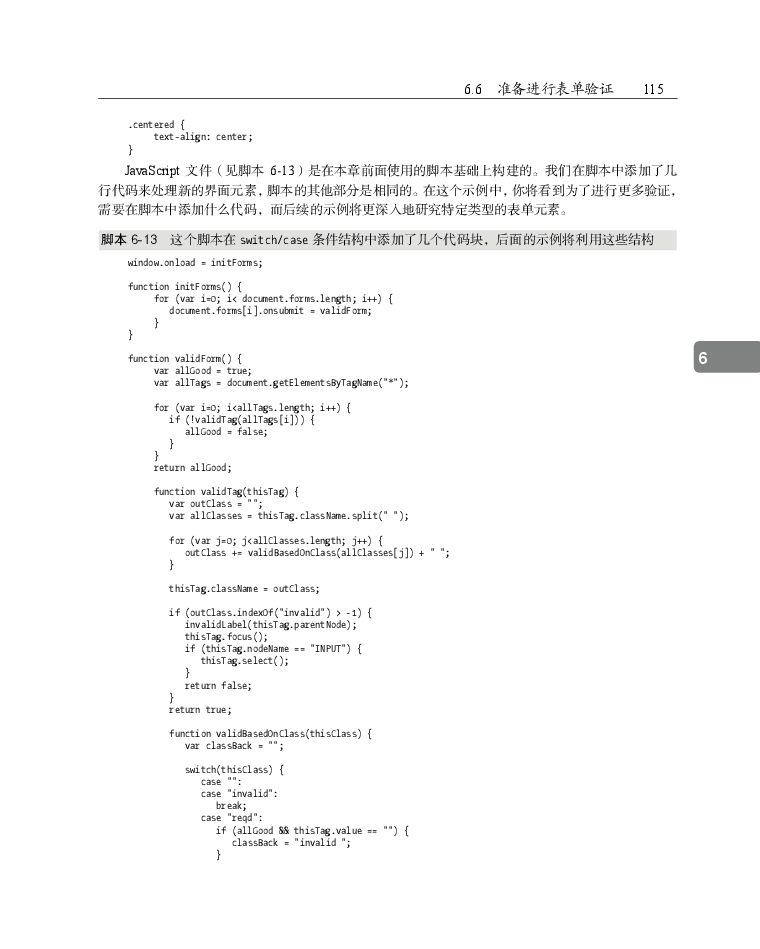 6.6 准备进行表单验证 115
.centered {
text-align: center;
}
JavaScript 文件（见脚本 6-13）是在本章前面使用的脚本基础上构建的。我们在脚本中添加了几
行代码来处理新的界面元素，脚本的其他部分是相同的。在这个示例中，你将看到为了进行更多验证，
需要在脚本中添加什么代码，而后续的示例将更深入地研究特定类型的表单元素。
脚本 6-13 这个脚本在 switch/case 条件结构中添加了几个代码块，后面的示例将利用这些结构
window.onload = initForms;
function initForms() {
for (var i=0; i< document.forms.length; i++) {
document.forms[i].onsubmit = validForm;
}
}
6
function validForm() {
var allGood = true;
var allTags = document.getElementsByTagName("*");
for (var i=0; i<allTags.length; i++) {
if (!validTag(allTags[i])) {
allGood = false;
}
}
return allGood;
function validTag(thisTag) {
var outClass = "";
var allClasses = thisTag.className.split(" ");
for (var j=0; j<allClasses.length; j++) {
outClass += validBasedOnClass(allClasses[j]) + " ";
}
thisTag.className = outClass;
if (outClass.indexOf("invalid") > -1) {
invalidLabel(thisTag.parentNode);
thisTag.focus();
if (thisTag.nodeName == "INPUT") {
thisTag.select();
}
return false;
}
return true;
function validBasedOnClass(thisClass) {
var classBack = "";
switch(thisClass) {
case "":
case "invalid":
break;
case "reqd":
if (allGood && thisTag.value == "") {
classBack = "invalid ";
}